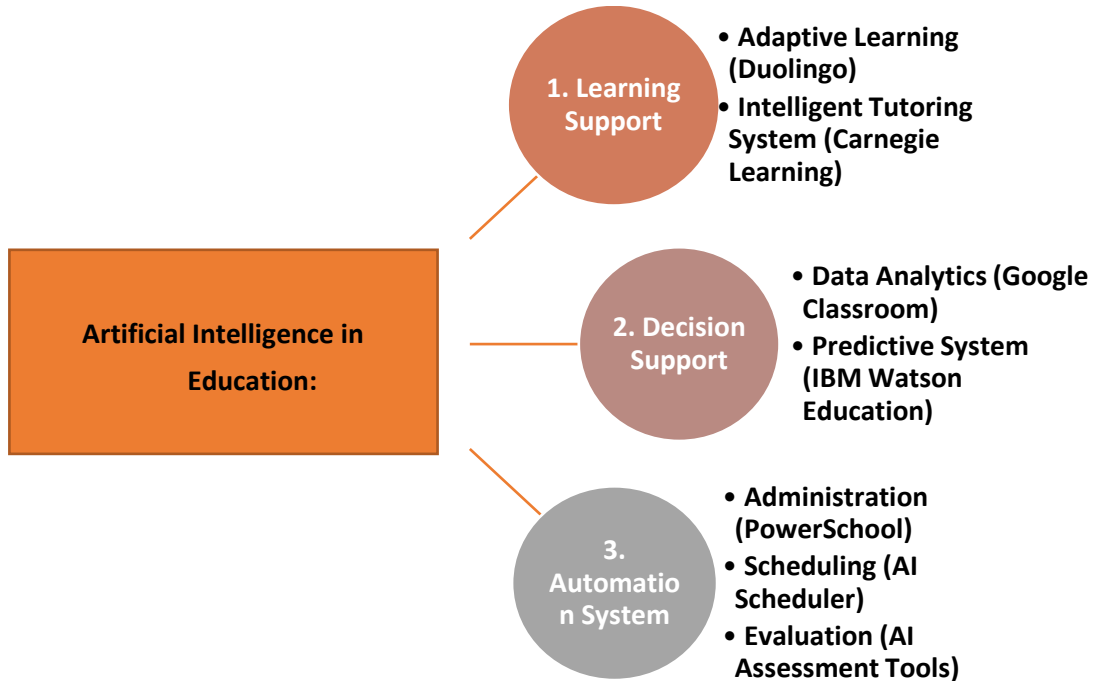 Artificial Intelligence in
Education:
1. Learning
Support
• Adaptive Learning
(Duolingo)
• Intelligent Tutoring
System (Carnegie
Learning)
2. Decision
Support
• Data Analytics (Google
Classroom)
• Predictive System
(IBM Watson
Education)
3.
Automatio
n System
• Administration
(PowerSchool)
• Scheduling (AI
Scheduler)
• Evaluation (AI
Assessment Tools)